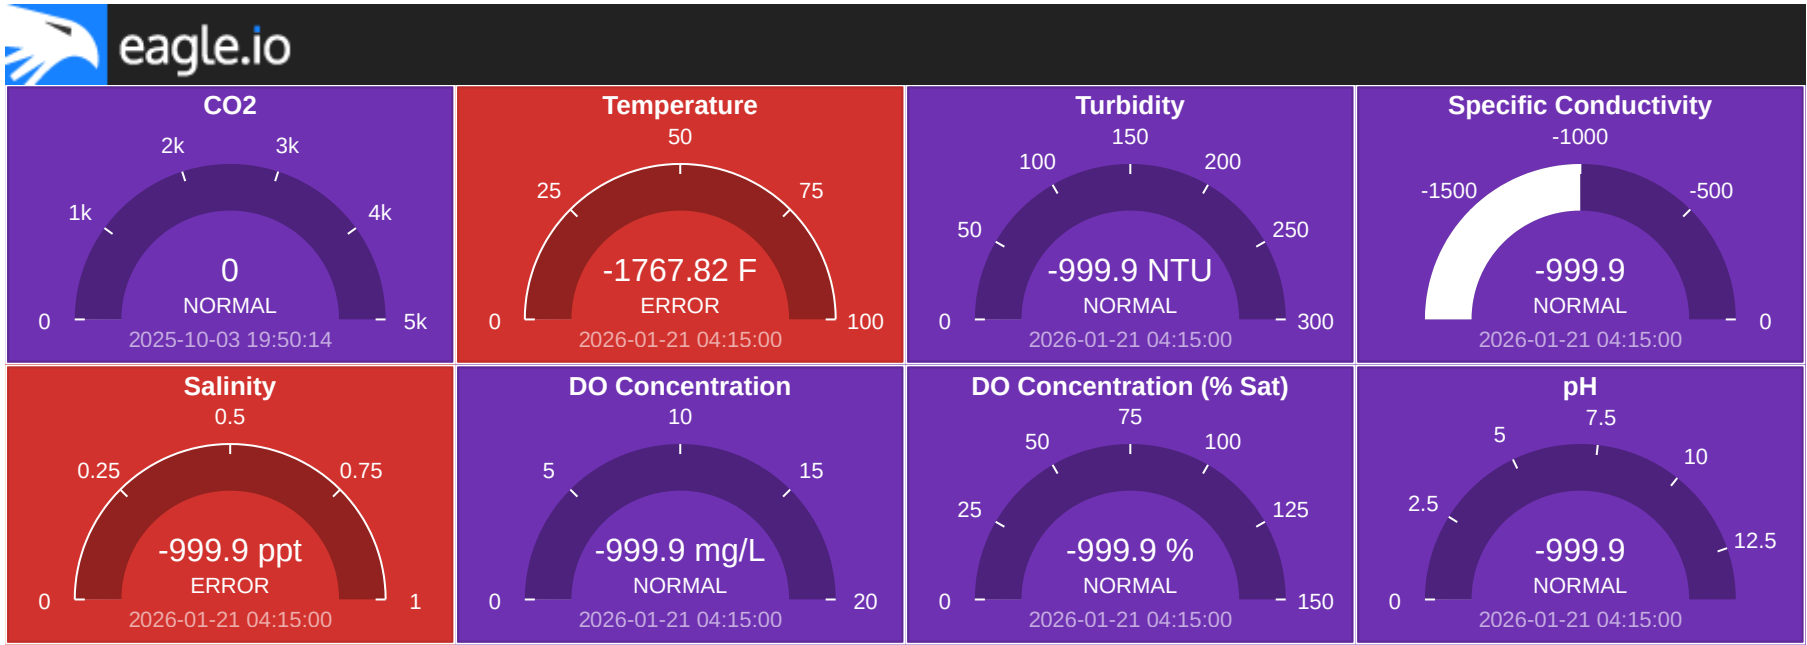 eagle.io
CO2
2k
3k
1k
4k
0
NORMAL
0
5k
2025-10-03 19:50:14
Temperature
50
25
75
-1767.82 F
ERROR
0
100
2026-01-21 04:15:00
Turbidity
150
100
200
50
250
-999.9 NTU
NORMAL
0
300
2026-01-21 04:15:00
Specific Conductivity
-1000
-1500
-500
-999.9
NORMAL
0
2026-01-21 04:15:00
Salinity
0.5
0.25
0.75
-999.9 ppt
ERROR
0
1
2026-01-21 04:15:00
DO Concentration
10
5
15
-999.9 mg/L
NORMAL
0
20
2026-01-21 04:15:00
DO Concentration (% Sat)
75
50
100
25
125
-999.9 %
NORMAL
0
150
2026-01-21 04:15:00
pH
7.5
5
10
2.5
12.5
-999.9
NORMAL
0
2026-01-21 04:15:00